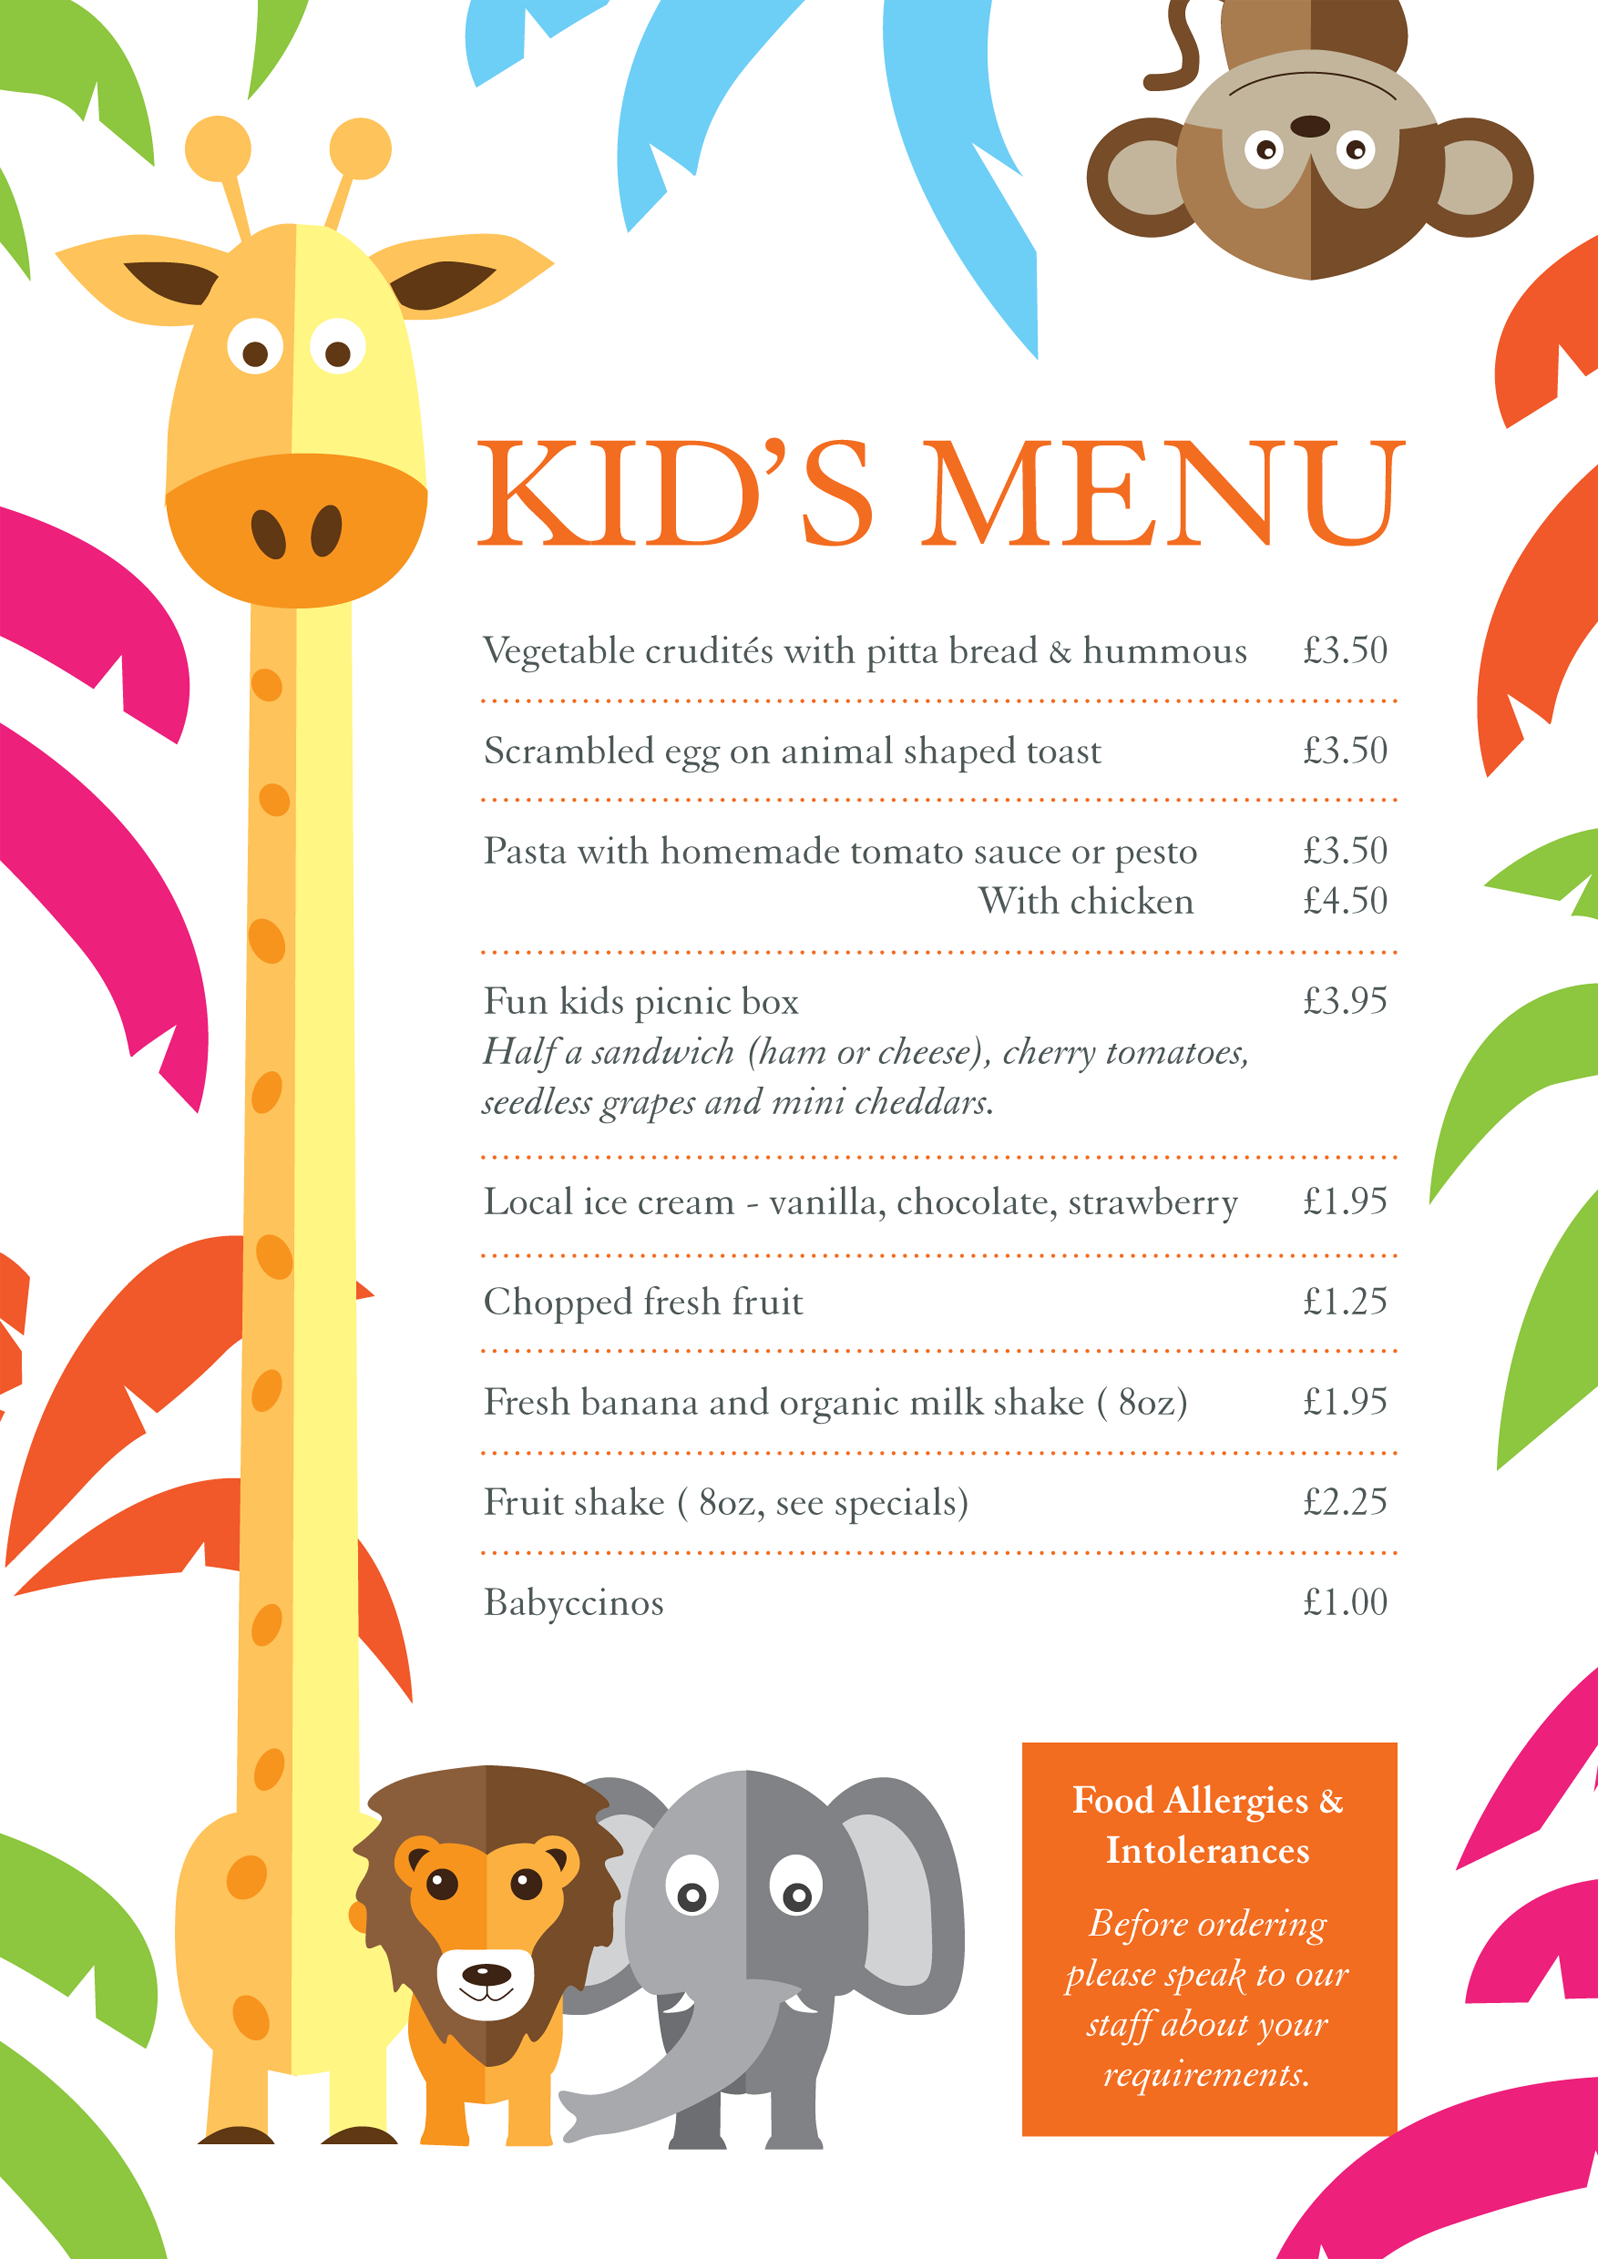 KID’S MENU
Vegetable crudités with pitta bread & hummous £3.50
Scrambled egg on animal shaped toast £3.50
Pasta with homemade tomato sauce or pesto £3.50
With chicken £4.50
Fun kids picnic box £3.95
Half a sandwich (ham or cheese), cherry tomatoes,
seedless grapes and mini cheddars.
Local ice cream - vanilla, chocolate, strawberry £1.95
Chopped fresh fruit £1.25
Fresh banana and organic milk shake ( 8oz) £1.95
Fruit shake ( 8oz, see specials) £2.25
Babyccinos £1.00
Food Allergies &
Intolerances
Before ordering
please speak to our
staff about your
requirements.